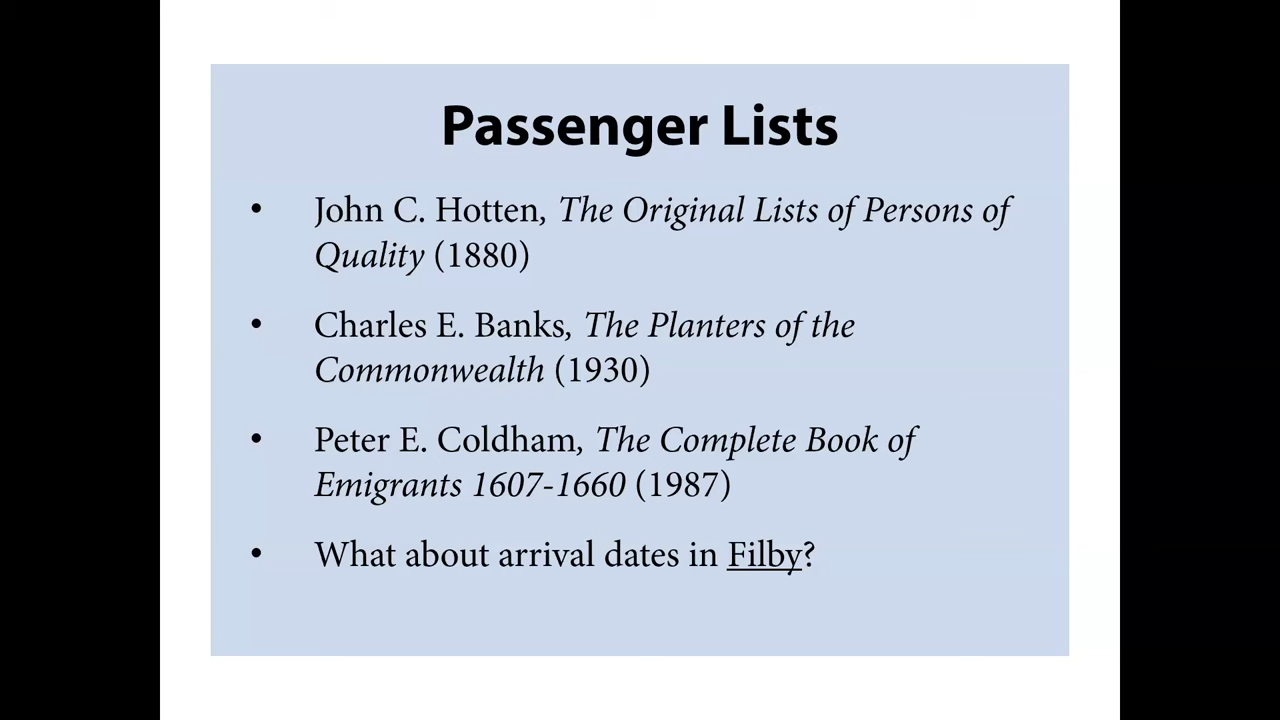 Passenger Lists
• John C. Hotten, The Original Lists of Persons of
Quality (1880)
• Charles E. Banks, The Planters of the
Commonwealth (1930)
• Peter E. Coldham, The Complete Book of
Emigrants 1607-1660 (1987)
• What about arrival dates in Filby?